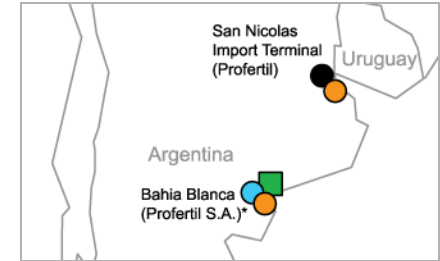 San Nicolas
Import Terminal
(Profertil)
Uruguay
Argentina
Bahia Blanca
(Profertil S.A.)*